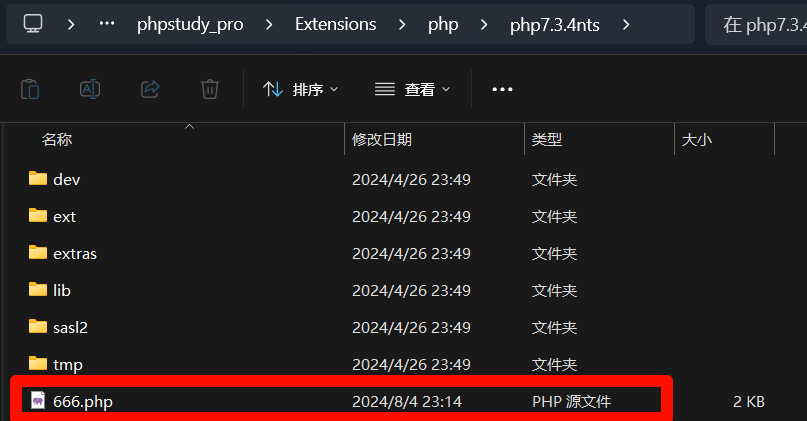 … phpstudy_pro Extensions php php7.3.4nts 在 php7.3.4
排序 查看 …
名称 修改日期 类型 大小
dev 2024/4/26 23:49 文件夹
ext 2024/4/26 23:49 文件夹
extras 2024/4/26 23:49 文件夹
lib 2024/4/26 23:49 文件夹
sasl2 2024/4/26 23:49 文件夹
tmp 2024/4/26 23:49 文件夹
666.php 2024/8/4 23:14 PHP 源文件 2 KB